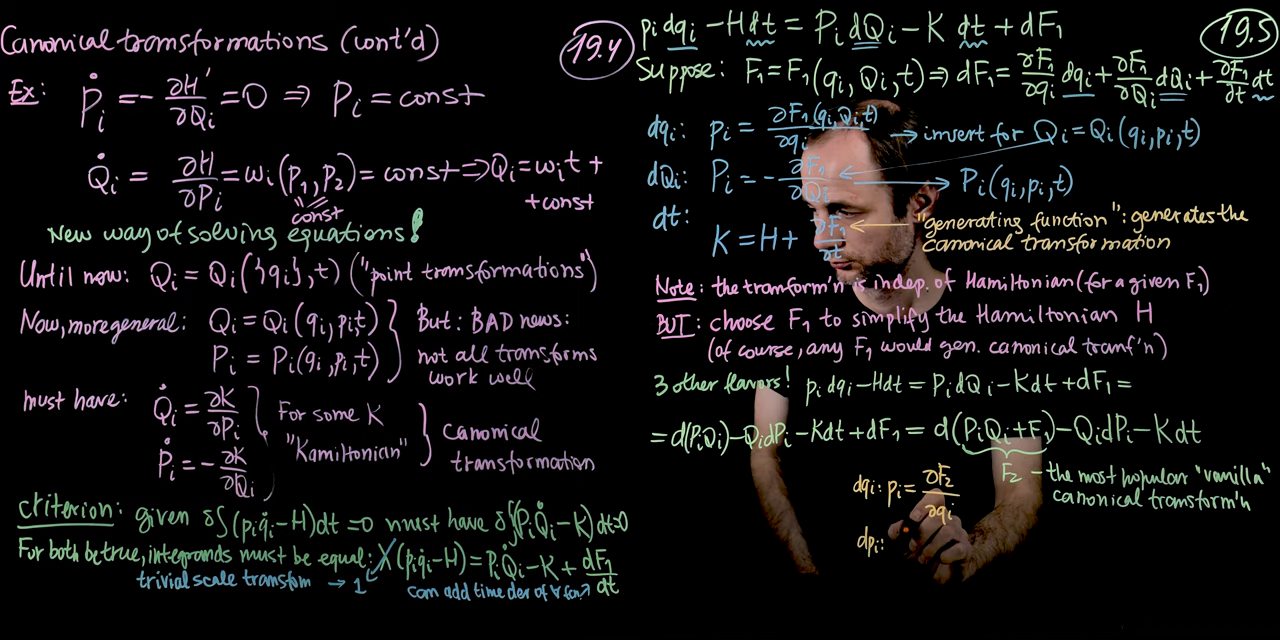 Canonical transformations (cont'd)
19.4
Ex: Ṗi = - ∂H'/∂Qi = 0 ⇒ Pi = const
Q̇i = ∂H/∂Pi = ωi(P1,P2) = const ⇒ Qi = ωit +
+ const
const
New way of solving equations!
Until now: Qi = Qi({qi},t) ("point transformations")
Now, more general: Qi = Qi(qi,pi,t)
Pi = Pi(qi,pi,t)
But: BAD news:
not all transforms
work well
must have: Q̇i = ∂K/∂Pi
Ṗi = - ∂K/∂Qi
For some K
"Kamiltonian"
canonical
transformation
criterion: given δ∫(piq̇i-H)dt = 0 must have δ∫(PiQ̇i-K)dt=0
For both be true, integrands must be equal: λ(piq̇i-H) = PiQ̇i-K + dF1/dt
trivial scale transfm → 1
can add time der of ∀ fcn
19.5
pidqi - Hdt = PidQi - K dt + dF1
Suppose: F1=F1(qi,Qi,t) ⇒ dF1 = ∂F1/∂qi dqi + ∂F1/∂Qi dQi + ∂F1/∂t dt
dqi: pi = ∂F1(qi,Qi,t)/∂qi → invert for Qi=Qi(qi,pi,t)
dQi: Pi = - ∂F1/∂Qi → Pi(qi,pi,t)
dt: K = H + ∂F1/∂t
"generating function": generates the
canonical transformation
Note: the transform'n is indep. of Hamiltonian (for a given F1)
BUT: choose F1 to simplify the Hamiltonian H
(of course, any F1 would gen. canonical tranf'n)
3 other flavors! pidqi-Hdt = PidQi-Kdt+dF1 =
= d(PiQi)-QidPi-Kdt+dF1 = d(PiQi+F1)-QidPi-Kdt
F2 - the most popular "vanilla"
canonical transform'n
dqi: pi = ∂F2/∂qi
dpi: